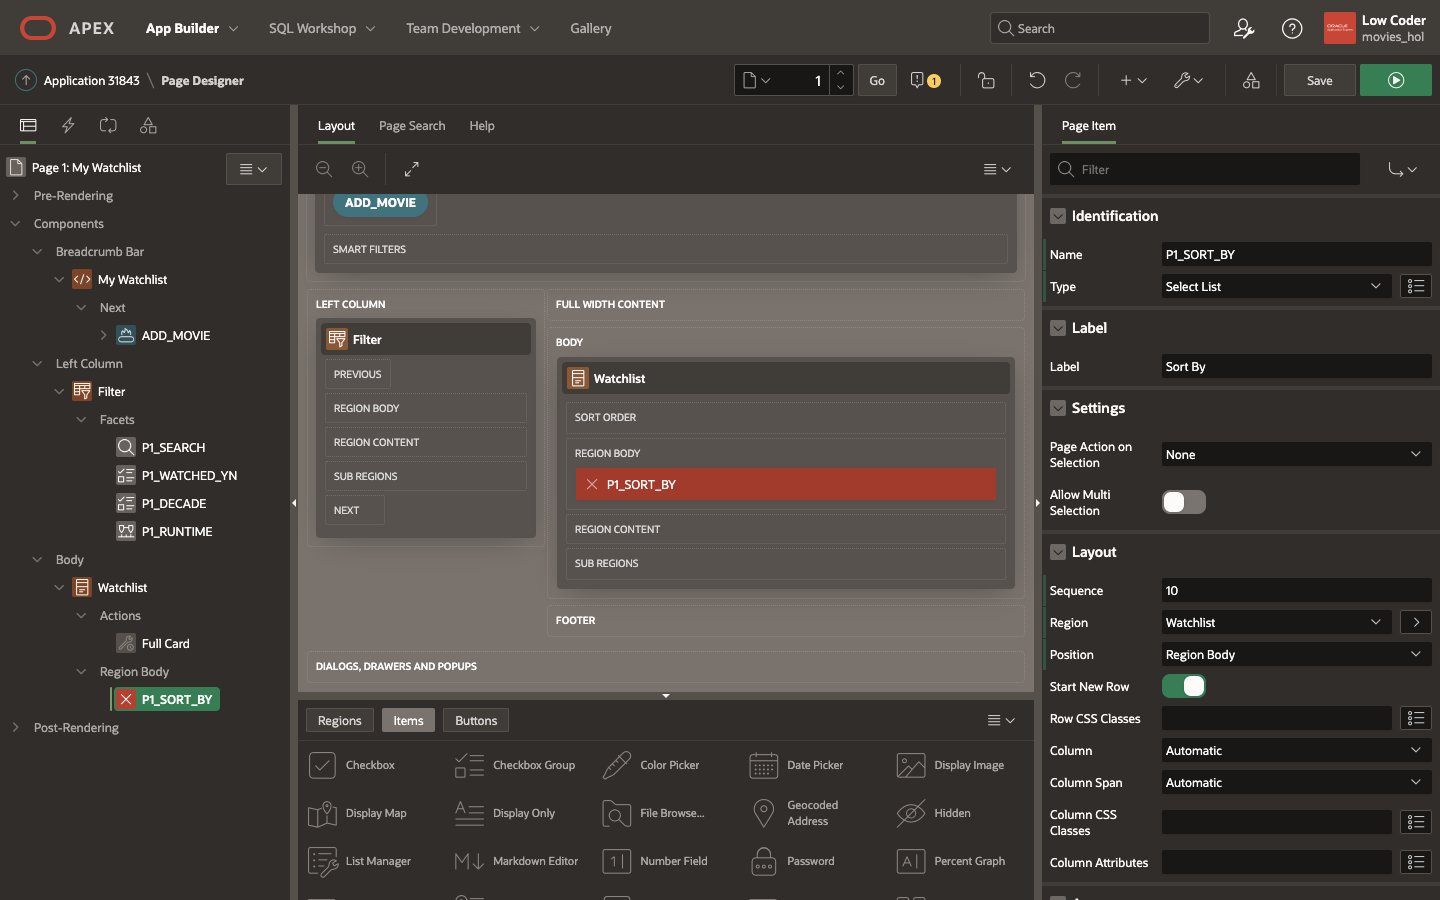 APEX App Builder SQL Workshop Team Development Gallery Search Low Coder
movies_hol
Application 31843 \ Page Designer 1 Go 1 Save
Layout Page Search Help
Page Item
Page 1: My Watchlist
Pre-Rendering
Components
Breadcrumb Bar
My Watchlist
Next
ADD_MOVIE
Left Column
Filter
Facets
P1_SEARCH
P1_WATCHED_YN
P1_DECADE
P1_RUNTIME
Body
Watchlist
Actions
Full Card
Region Body
P1_SORT_BY
Post-Rendering
ADD_MOVIE
SMART FILTERS
LEFT COLUMN
Filter
PREVIOUS
REGION BODY
REGION CONTENT
SUB REGIONS
NEXT
FULL WIDTH CONTENT
BODY
Watchlist
SORT ORDER
REGION BODY
P1_SORT_BY
REGION CONTENT
SUB REGIONS
FOOTER
DIALOGS, DRAWERS AND POPUPS
Regions Items Buttons
Checkbox Checkbox Group Color Picker Date Picker Display Image
Display Map Display Only File Browse... Geocoded Address Hidden
List Manager Markdown Editor Number Field Password Percent Graph
Filter
Identification
Name P1_SORT_BY
Type Select List
Label
Label Sort By
Settings
Page Action on Selection None
Allow Multi Selection
Layout
Sequence 10
Region Watchlist
Position Region Body
Start New Row
Row CSS Classes
Column Automatic
Column Span Automatic
Column CSS Classes
Column Attributes